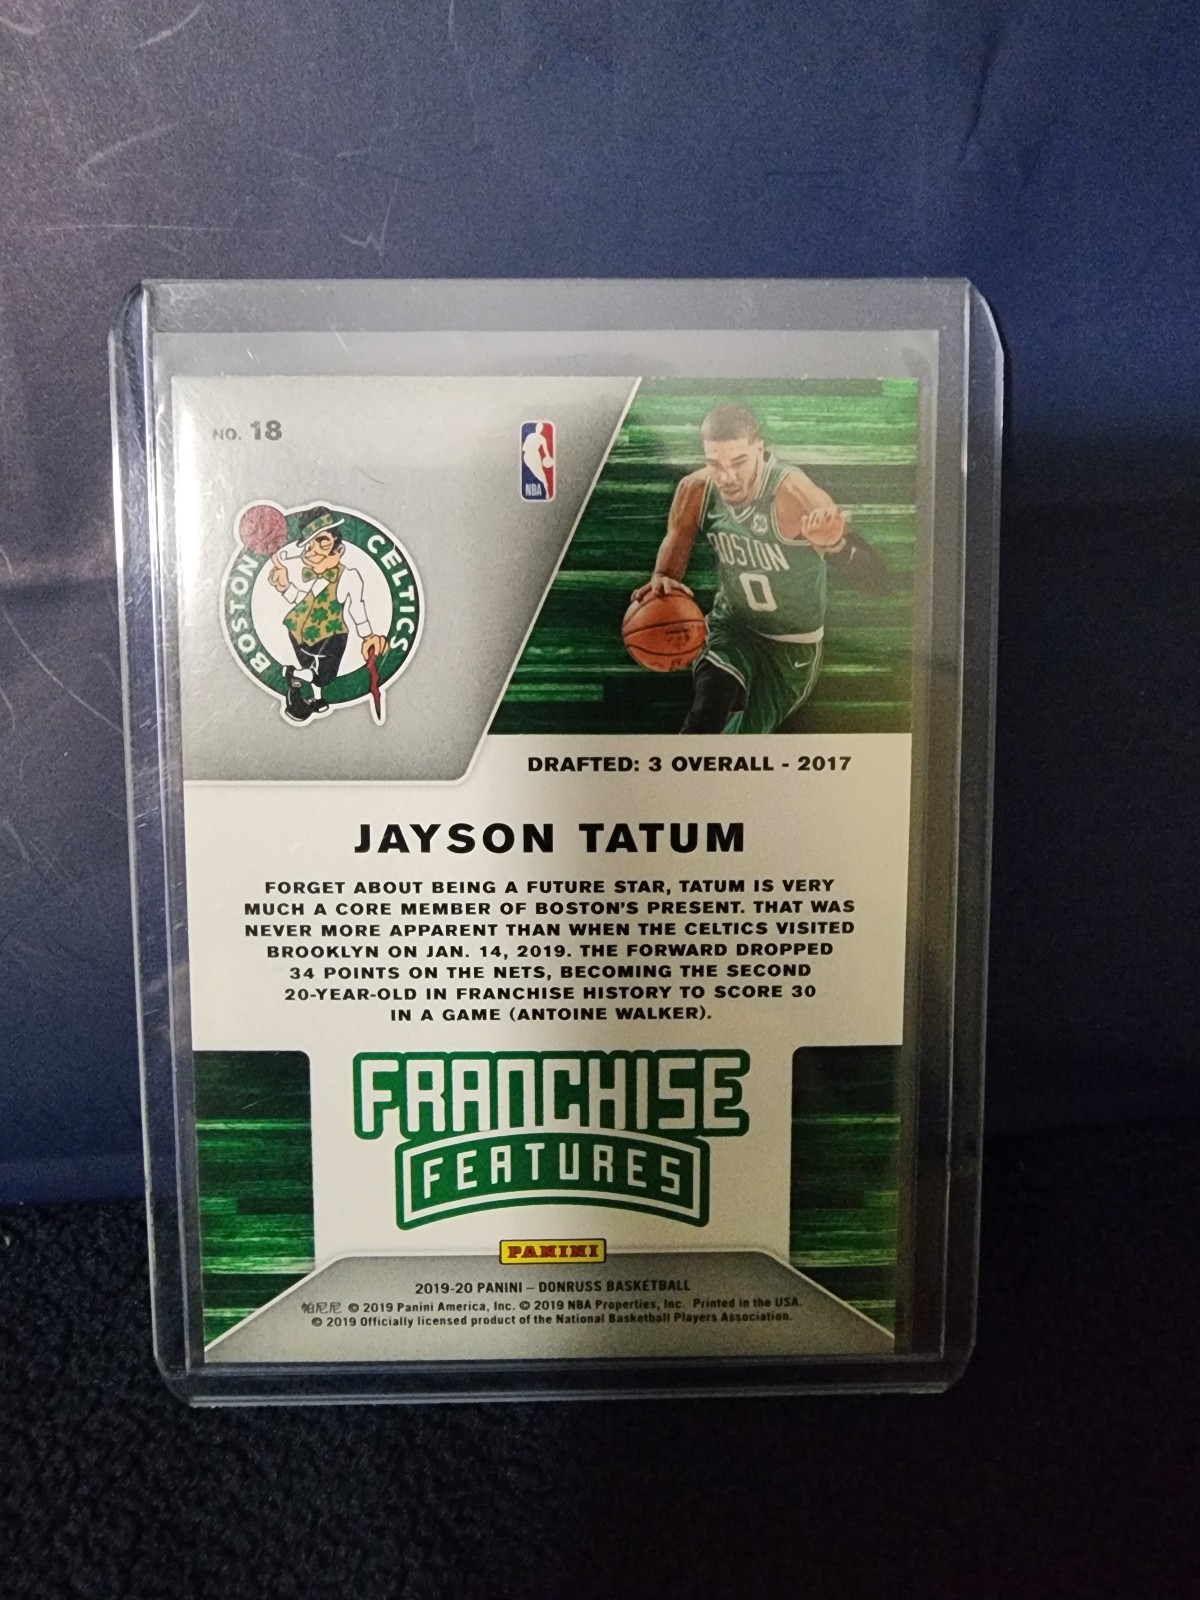 NO. 18
NBA
BOSTON CELTICS
BOSTON
0
DRAFTED: 3 OVERALL - 2017
JAYSON TATUM
FORGET ABOUT BEING A FUTURE STAR, TATUM IS VERY
MUCH A CORE MEMBER OF BOSTON'S PRESENT. THAT WAS
NEVER MORE APPARENT THAN WHEN THE CELTICS VISITED
BROOKLYN ON JAN. 14, 2019. THE FORWARD DROPPED
34 POINTS ON THE NETS, BECOMING THE SECOND
20-YEAR-OLD IN FRANCHISE HISTORY TO SCORE 30
IN A GAME (ANTOINE WALKER).
FRANCHISE
FEATURES
PANINI
2019-20 PANINI – DONRUSS BASKETBALL
帕尼尼 © 2019 Panini America, Inc. © 2019 NBA Properties, Inc. Printed in the USA.
© 2019 Officially licensed product of the National Basketball Players Association.